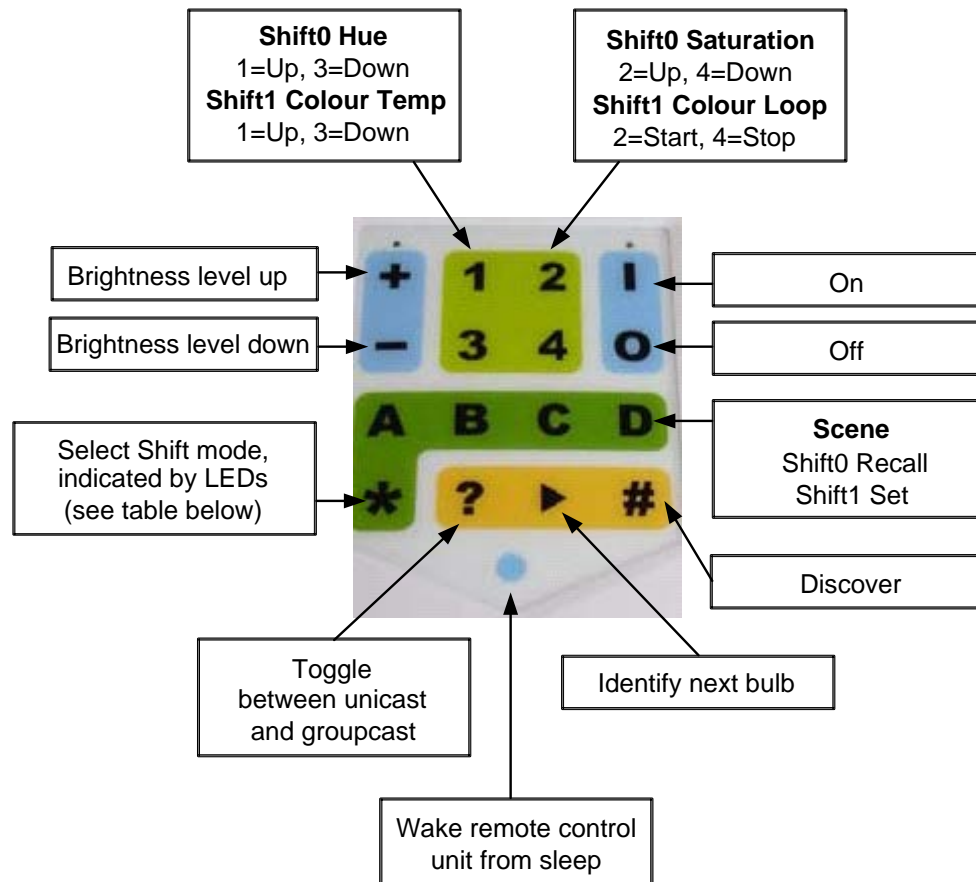 Shift0 Hue
1=Up, 3=Down
Shift1 Colour Temp
1=Up, 3=Down
Shift0 Saturation
2=Up, 4=Down
Shift1 Colour Loop
2=Start, 4=Stop
Brightness level up
Brightness level down
Select Shift mode,
indicated by LEDs
(see table below)
+ 1 2 I
− 3 4 O
A B C D
* ? ▶ #
On
Off
Scene
Shift0 Recall
Shift1 Set
Discover
Toggle
between unicast
and groupcast
Identify next bulb
Wake remote control
unit from sleep